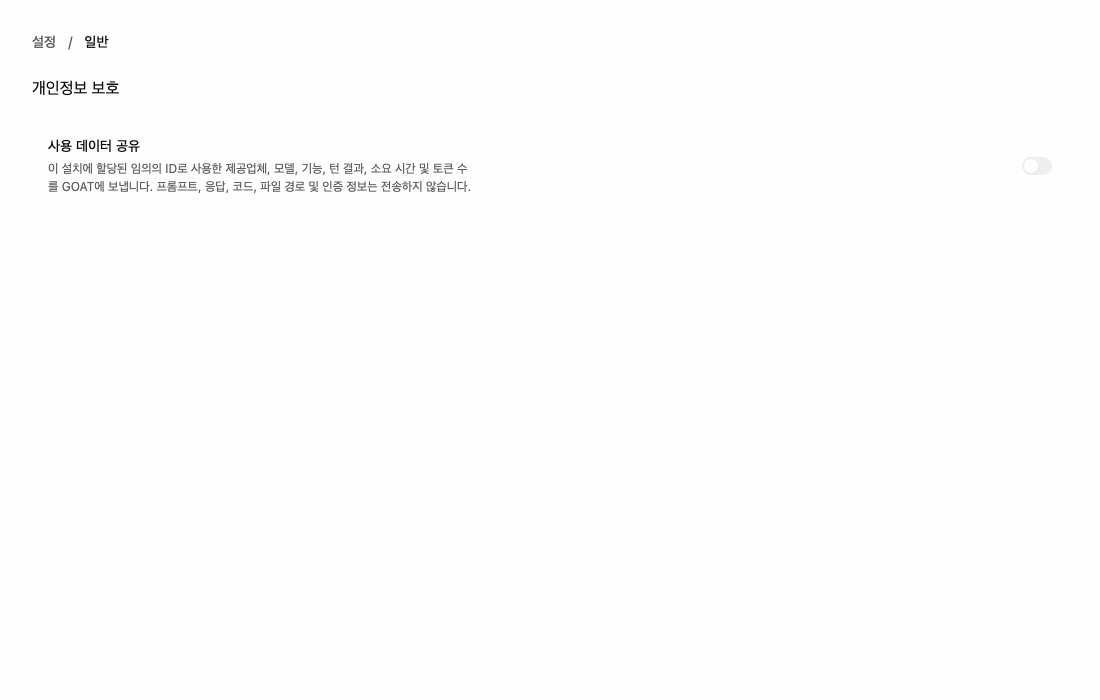 설정 / 일반
개인정보 보호
사용 데이터 공유
이 설치에 할당된 임의의 ID로 사용한 제공업체, 모델, 기능, 턴 결과, 소요 시간 및 토큰 수
를 GOAT에 보냅니다. 프롬프트, 응답, 코드, 파일 경로 및 인증 정보는 전송하지 않습니다.